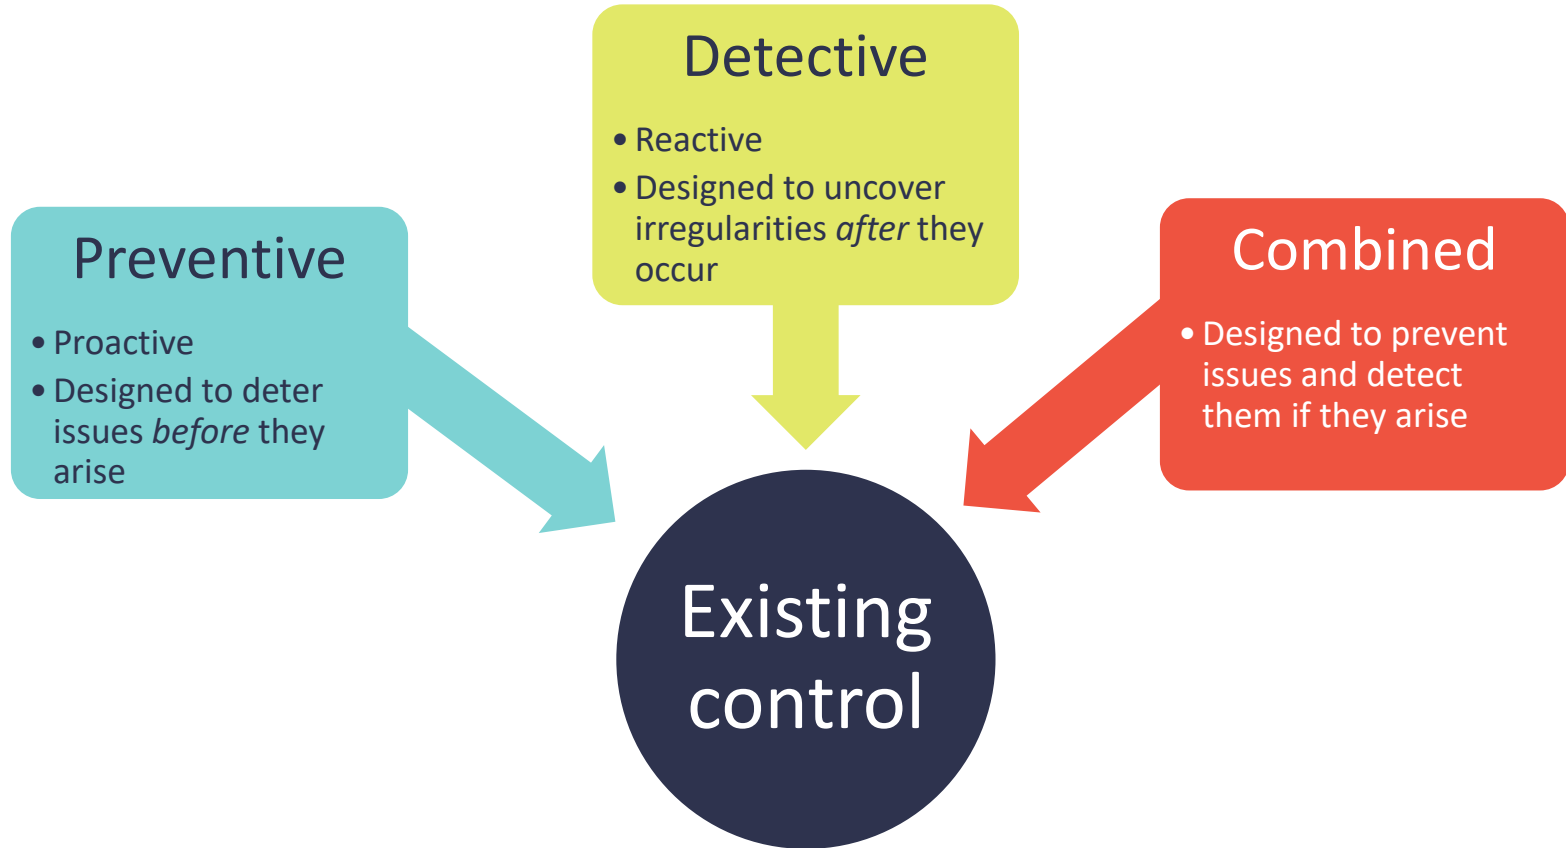 Preventive
• Proactive
• Designed to deter
issues before they
arise
Detective
• Reactive
• Designed to uncover
irregularities after they
occur
Combined
• Designed to prevent
issues and detect
them if they arise
Existing
control